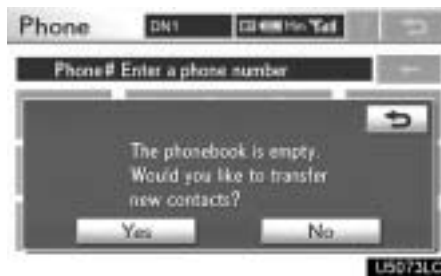 Phone DN1
Phone# Enter a phone number
The phonebook is empty.
Would you like to transfer
new contacts?
Yes No
U5073LC